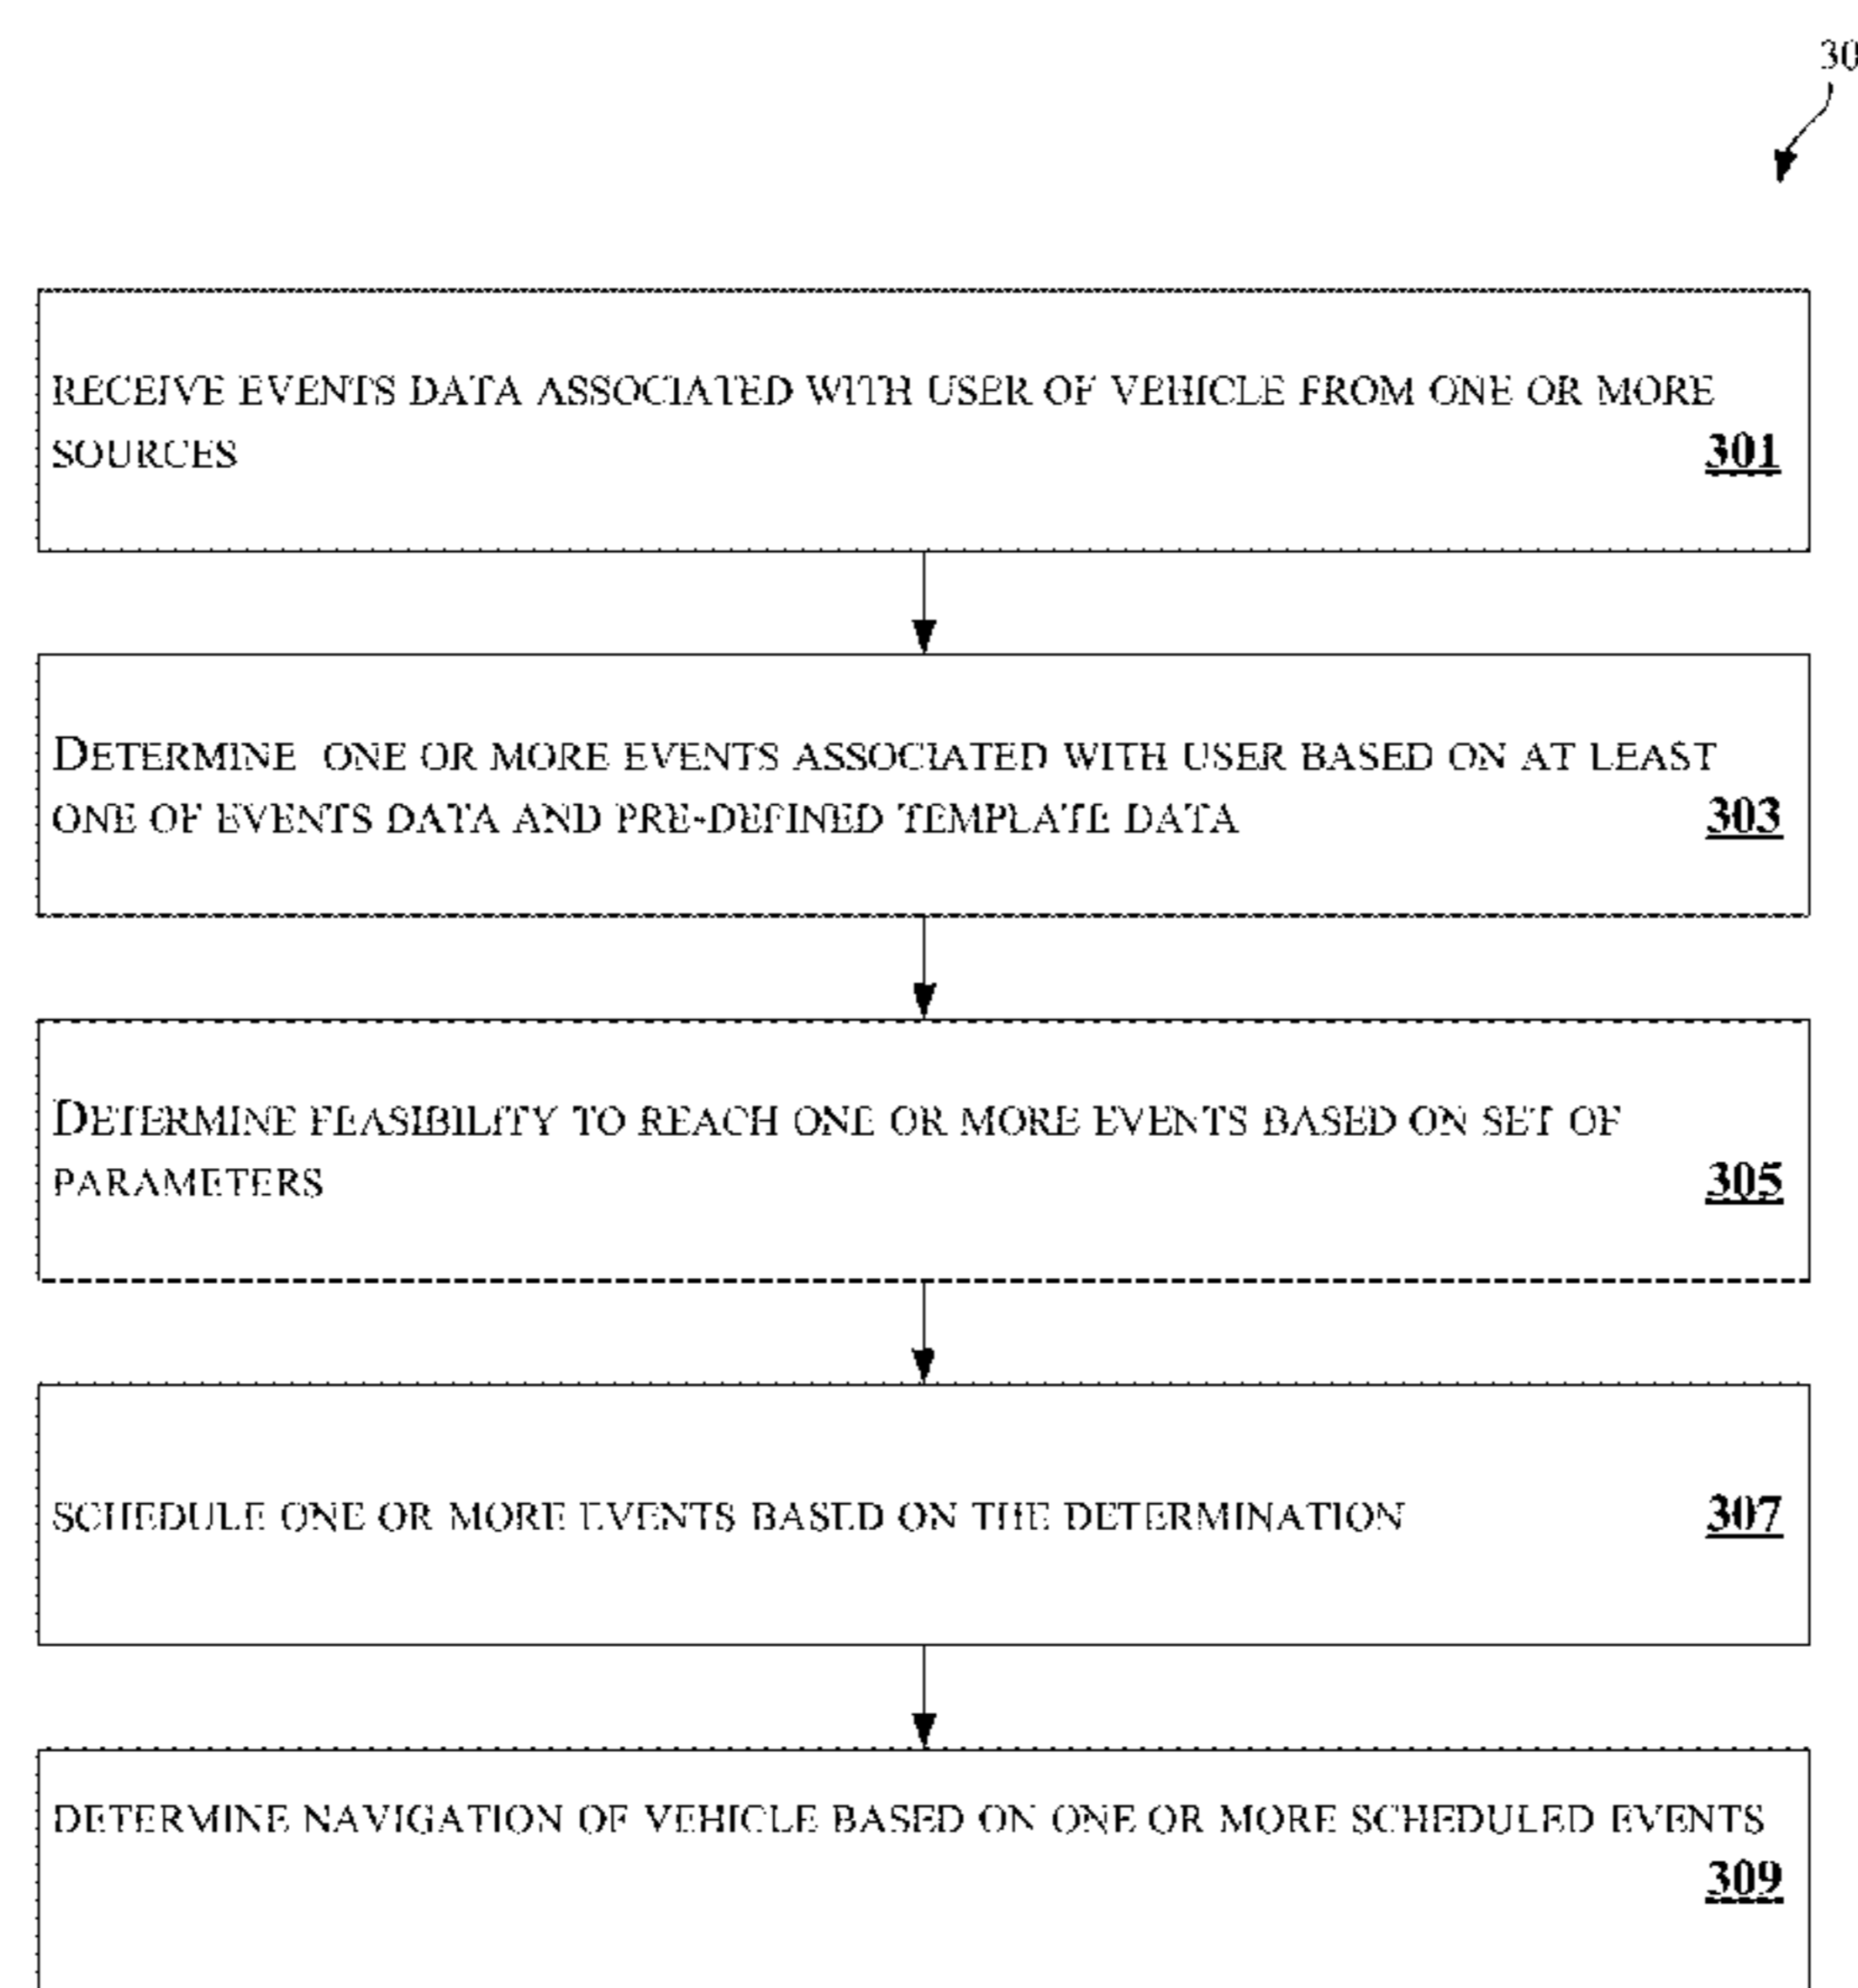 30
RECEIVE EVENTS DATA ASSOCIATED WITH USER OF VEHICLE FROM ONE OR MORE
SOURCES 301
DETERMINE ONE OR MORE EVENTS ASSOCIATED WITH USER BASED ON AT LEAST
ONE OF EVENTS DATA AND PRE-DEFINED TEMPLATE DATA 303
DETERMINE FEASIBILITY TO REACH ONE OR MORE EVENTS BASED ON SET OF
PARAMETERS 305
SCHEDULE ONE OR MORE EVENTS BASED ON THE DETERMINATION 307
DETERMINE NAVIGATION OF VEHICLE BASED ON ONE OR MORE SCHEDULED EVENTS
309